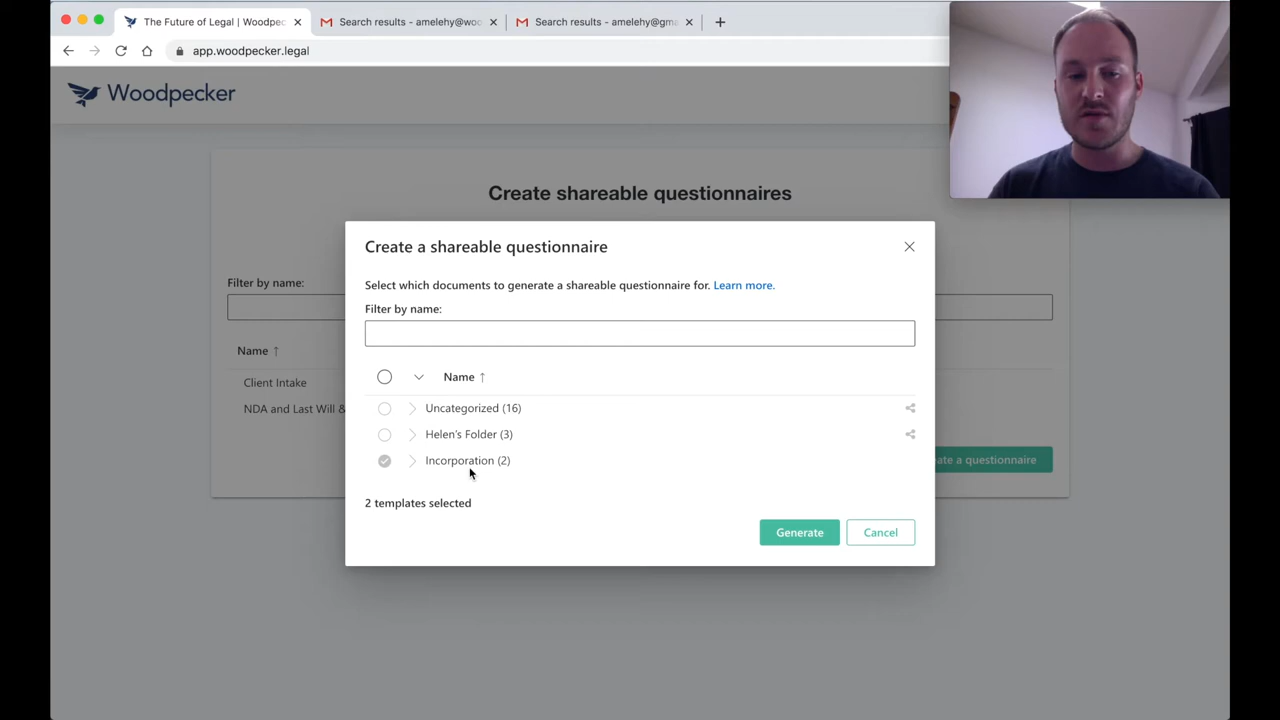 The Future of Legal | Woodpec
Search results - amelehy@woo
Search results - amelehy@gma
app.woodpecker.legal
Woodpecker
Create shareable questionnaires
Filter by name:
Name ↑
Client Intake
NDA and Last Will &
ate a questionnaire
Create a shareable questionnaire
Select which documents to generate a shareable questionnaire for. Learn more.
Filter by name:
Name ↑
Uncategorized (16)
Helen's Folder (3)
Incorporation (2)
2 templates selected
Generate
Cancel